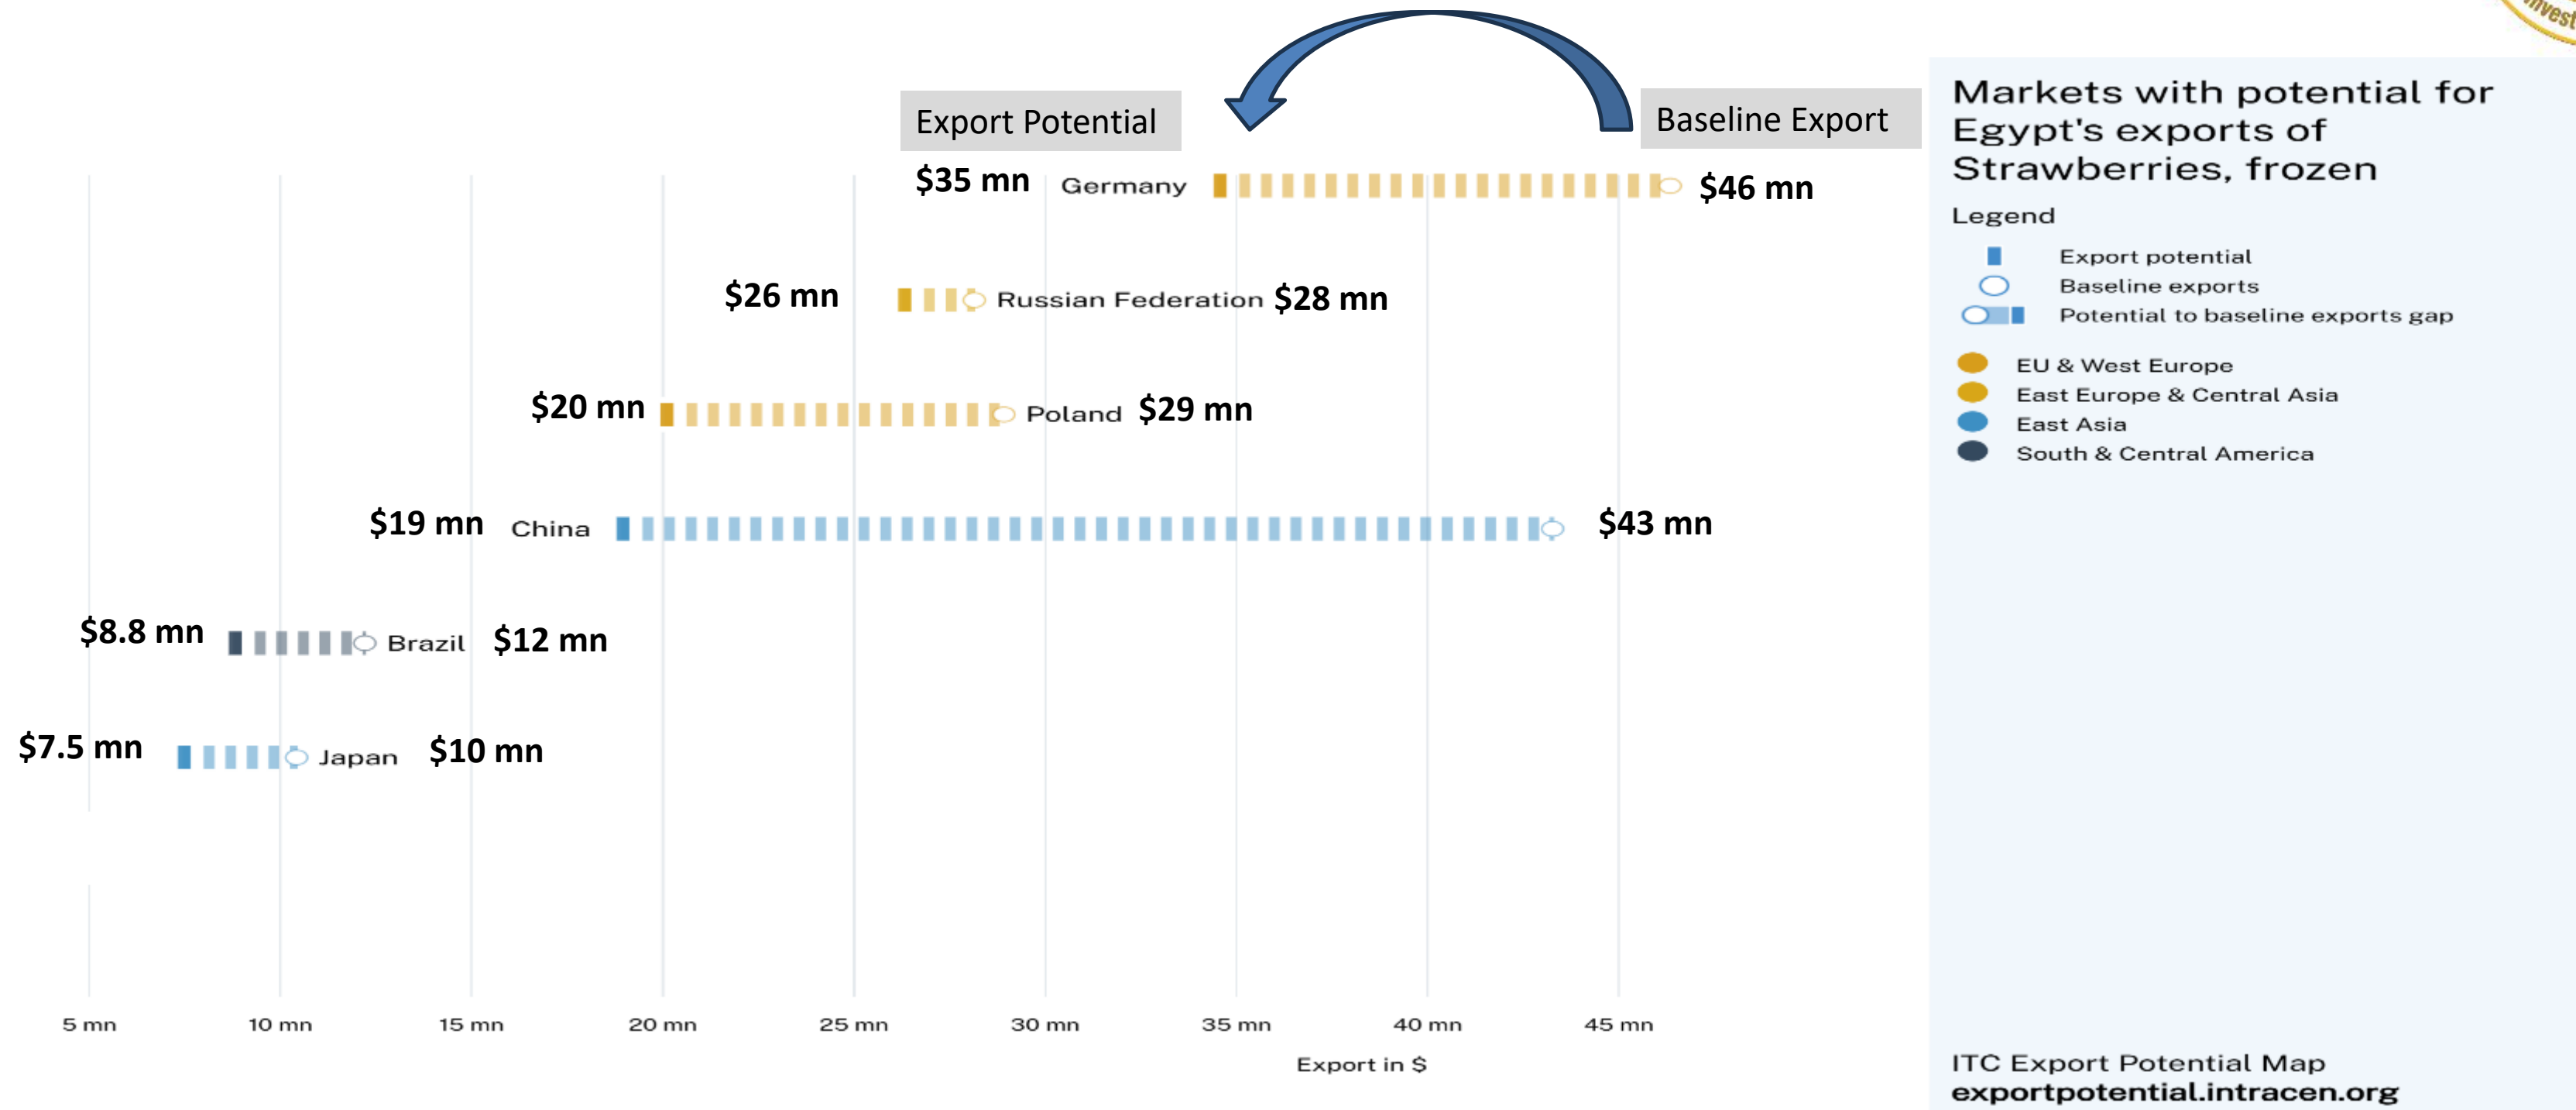 Invest
Export Potential
Baseline Export
$35 mn Germany $46 mn
$26 mn Russian Federation $28 mn
$20 mn Poland $29 mn
$19 mn China $43 mn
$8.8 mn Brazil $12 mn
$7.5 mn Japan $10 mn
5 mn 10 mn 15 mn 20 mn 25 mn 30 mn 35 mn 40 mn 45 mn
Export in $
Markets with potential for
Egypt's exports of
Strawberries, frozen
Legend
Export potential
Baseline exports
Potential to baseline exports gap
EU & West Europe
East Europe & Central Asia
East Asia
South & Central America
ITC Export Potential Map
exportpotential.intracen.org